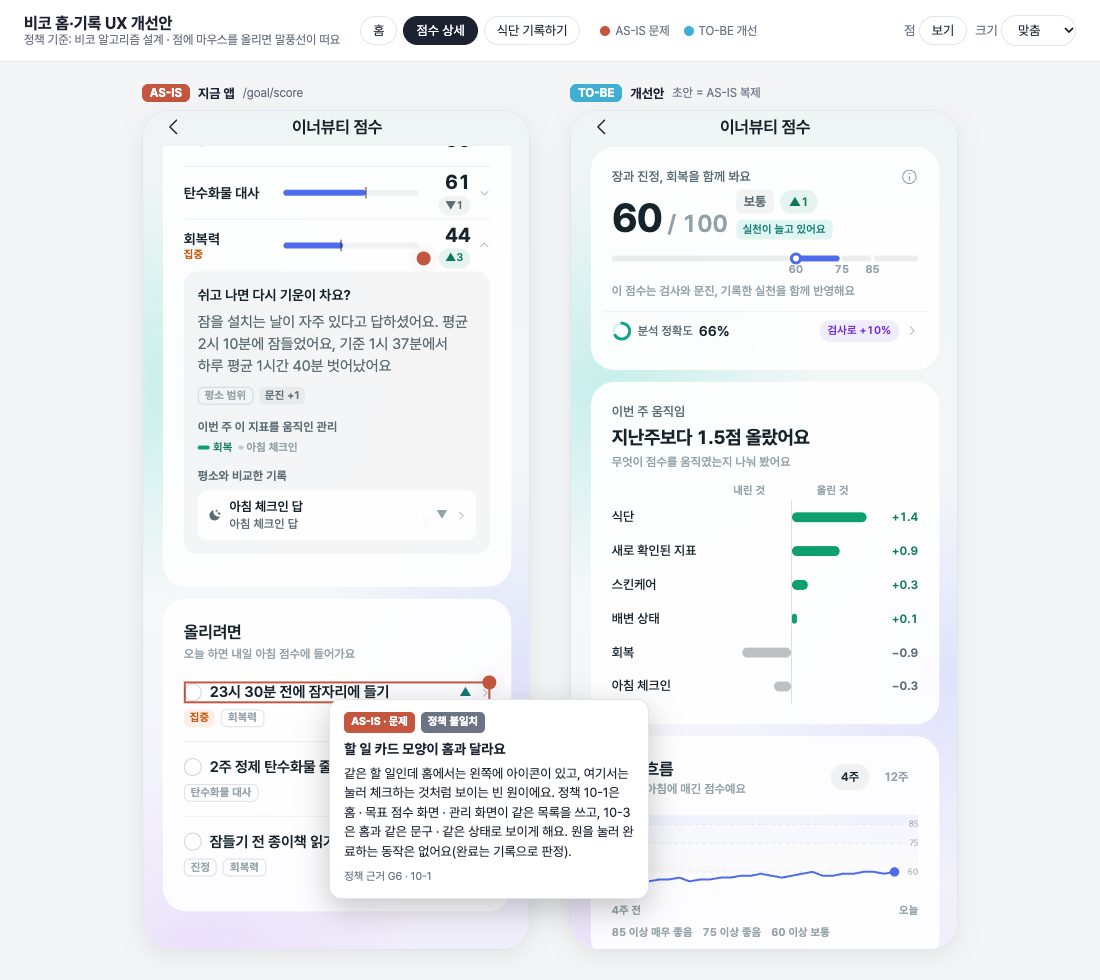 비코 홈·기록 UX 개선안
정책 기준: 비코 알고리즘 설계 · 점에 마우스를 올리면 말풍선이 떠요
홈
점수 상세
식단 기록하기
AS-IS 문제
TO-BE 개선
점
보기
크기
맞춤
AS-IS 지금 앱 /goal/score
이너뷰티 점수
탄수화물 대사
61
▼1
회복력
집중
44
▲3
쉬고 나면 다시 기운이 차요?
잠을 설치는 날이 자주 있다고 답하셨어요. 평균
2시 10분에 잠들었어요, 기준 1시 37분에서
하루 평균 1시간 40분 벗어났어요
평소 범위
문진 +1
이번 주 이 지표를 움직인 관리
회복
아침 체크인
평소와 비교한 기록
아침 체크인 답
아침 체크인 답
▼
올리려면
오늘 하면 내일 아침 점수에 들어가요
23시 30분 전에 잠자리에 들기
▲
집중
회복력
2주 정제 탄수화물 줄
탄수화물 대사
잠들기 전 종이책 읽기
진정
회복력
AS-IS · 문제
정책 불일치
할 일 카드 모양이 홈과 달라요
같은 할 일인데 홈에서는 왼쪽에 아이콘이 있고, 여기서는
눌러 체크하는 것처럼 보이는 빈 원이에요. 정책 10-1은
홈 · 목표 점수 화면 · 관리 화면이 같은 목록을 쓰고, 10-3
은 홈과 같은 문구 · 같은 상태로 보이게 해요. 원을 눌러 완
료하는 동작은 없어요(완료는 기록으로 판정).
정책 근거 G6 · 10-1
TO-BE 개선안 초안 = AS-IS 복제
이너뷰티 점수
장과 진정, 회복을 함께 봐요
60 / 100
보통
▲1
실천이 늘고 있어요
60
75
85
이 점수는 검사와 문진, 기록한 실천을 함께 반영해요
분석 정확도 66%
검사로 +10%
이번 주 움직임
지난주보다 1.5점 올랐어요
무엇이 점수를 움직였는지 나눠 봤어요
내린 것
올린 것
식단 +1.4
새로 확인된 지표 +0.9
스킨케어 +0.3
배변 상태 +0.1
회복 −0.9
아침 체크인 −0.3
흐름
아침에 매긴 점수예요
4주
12주
85
75
60
4주 전
오늘
85 이상 매우 좋음 75 이상 좋음 60 이상 보통